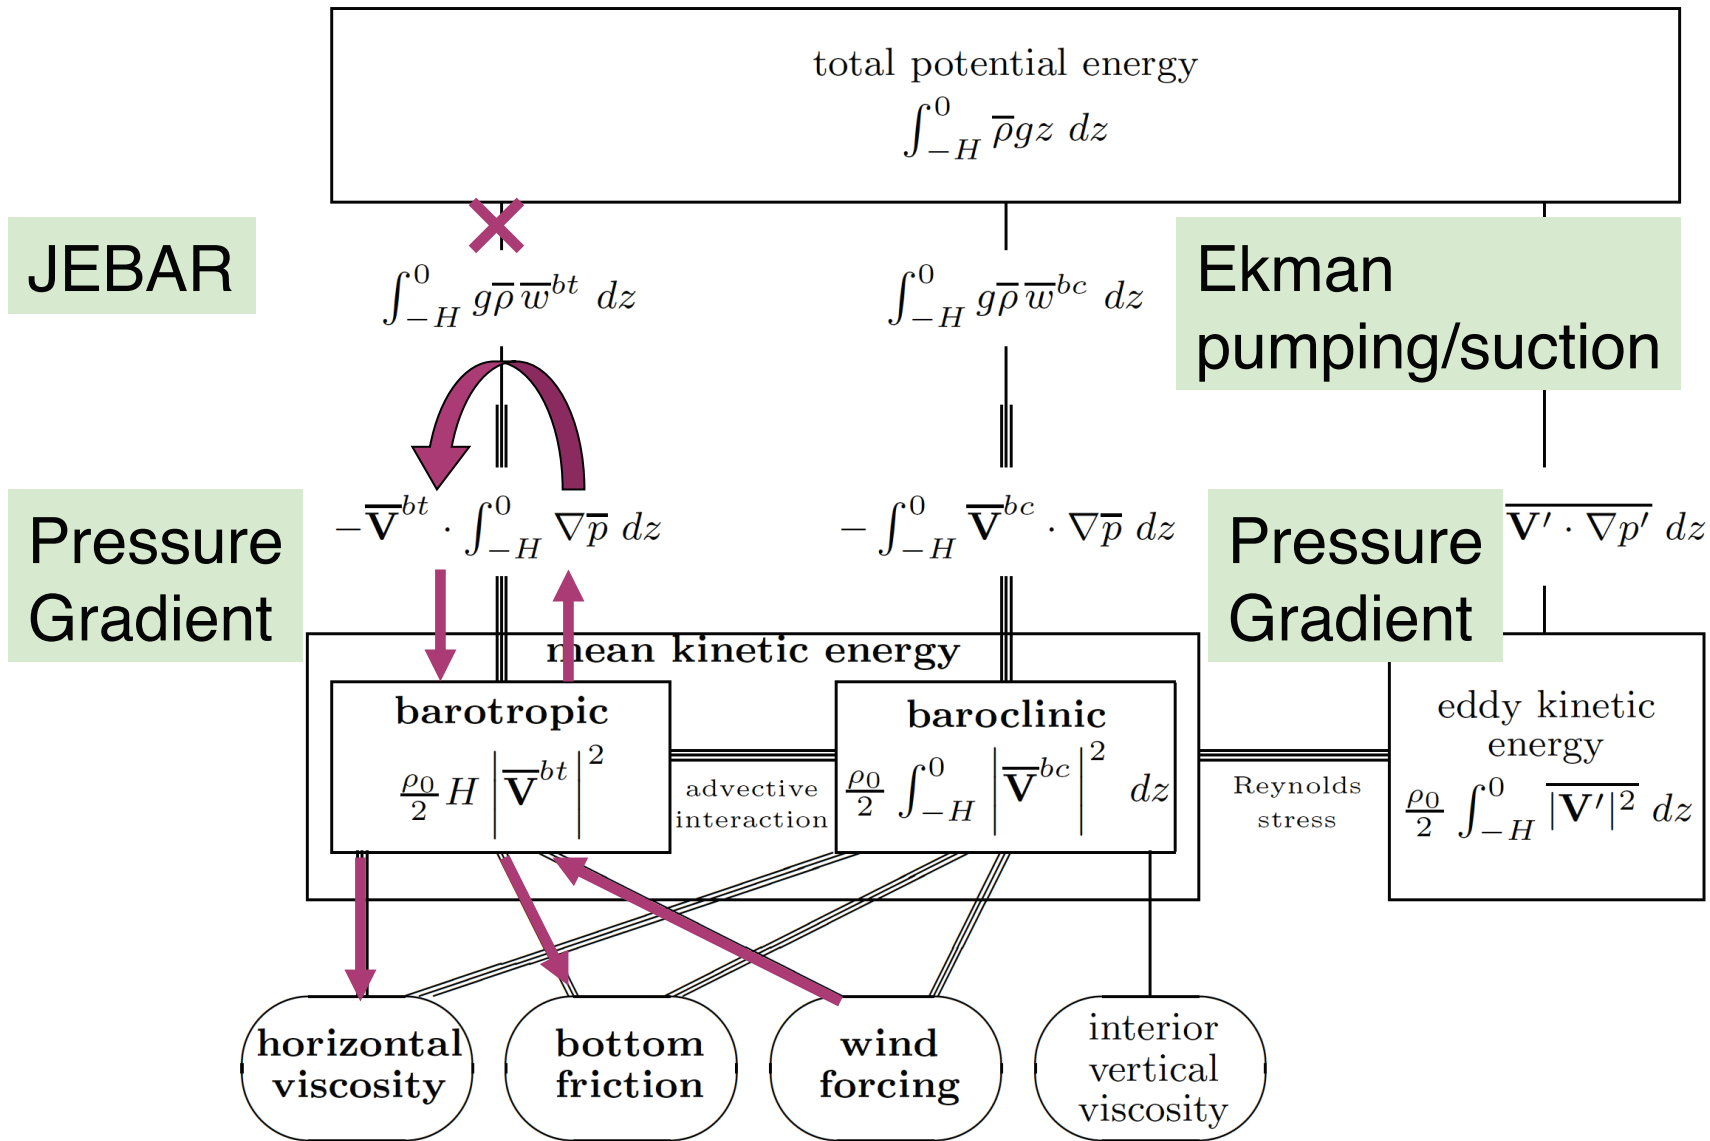 total potential energy
∫_{-H}^{0} ρ̅gz dz
JEBAR
∫_{-H}^{0} gρ̅ w̅^{bt} dz
∫_{-H}^{0} gρ̅ w̅^{bc} dz
Ekman
pumping/suction
Pressure
Gradient
−V̅^{bt} · ∫_{-H}^{0} ∇p̅ dz
− ∫_{-H}^{0} V̅^{bc} · ∇p̅ dz
Pressure
Gradient
\overline{V′ · ∇p′} dz
mean kinetic energy
barotropic
ρ₀/2 H |V̅^{bt}|²
advective
interaction
baroclinic
ρ₀/2 ∫_{-H}^{0} |V̅^{bc}|² dz
Reynolds
stress
eddy kinetic
energy
ρ₀/2 ∫_{-H}^{0} \overline{|V′|²} dz
horizontal
viscosity
bottom
friction
wind
forcing
interior
vertical
viscosity